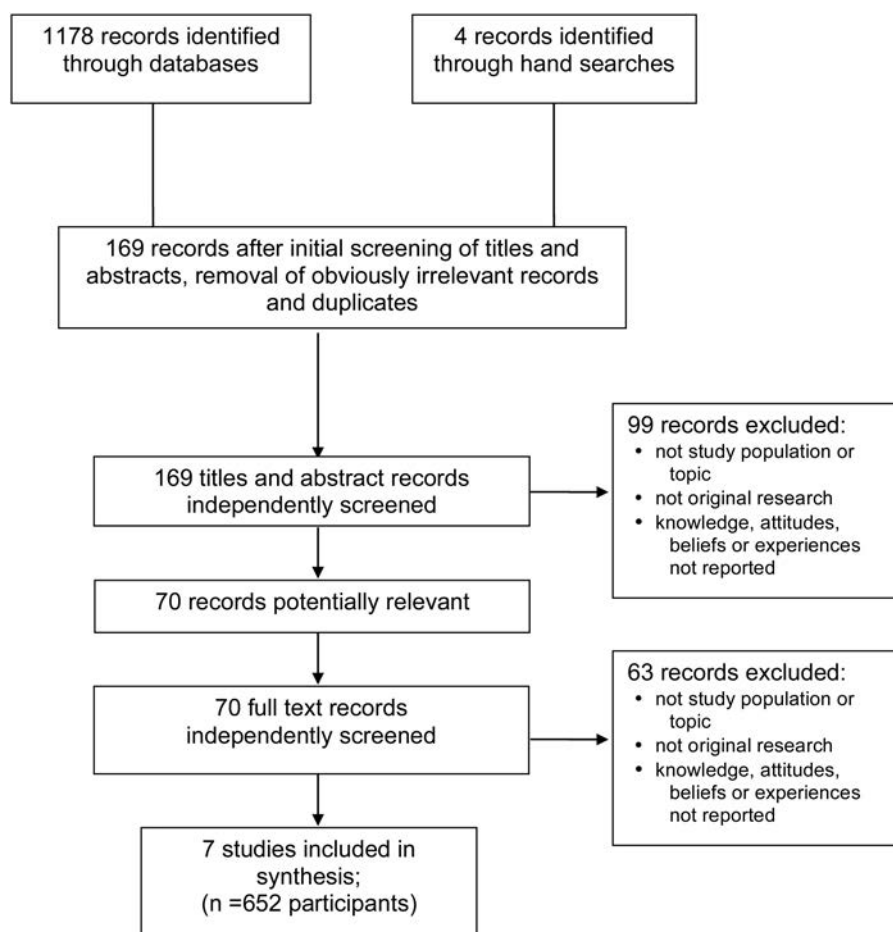 1178 records identified
through databases
4 records identified
through hand searches
169 records after initial screening of titles and
abstracts, removal of obviously irrelevant records
and duplicates
99 records excluded:
• not study population or
topic
• not original research
• knowledge, attitudes,
beliefs or experiences
not reported
169 titles and abstract records
independently screened
70 records potentially relevant
63 records excluded:
• not study population or
topic
• not original research
• knowledge, attitudes,
beliefs or experiences
not reported
70 full text records
independently screened
7 studies included in
synthesis;
(n =652 participants)